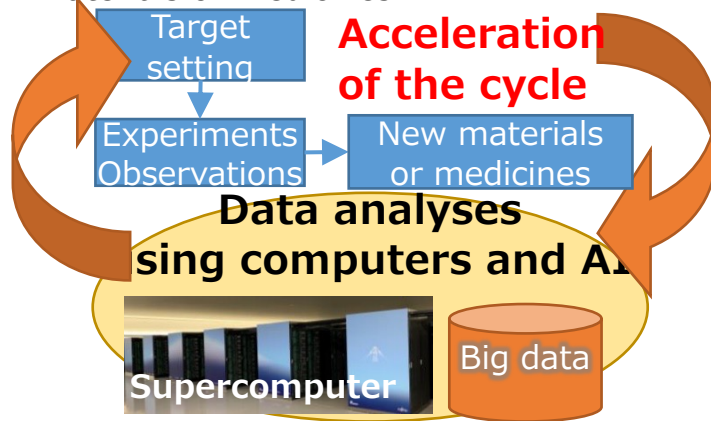 Target
setting
Acceleration
of the cycle
Experiments
Observations
New materials
or medicines
Data analyses
using computers and AI
Supercomputer
Big data